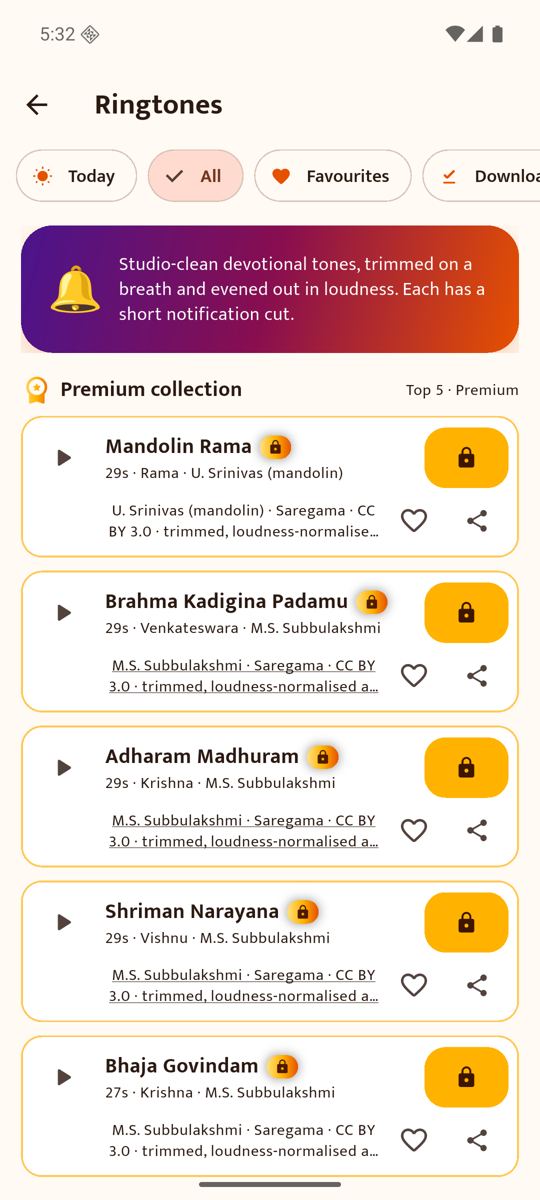 5:32
Ringtones
Today
All
Favourites
Downloa
Studio-clean devotional tones, trimmed on a
breath and evened out in loudness. Each has a
short notification cut.
Premium collection
Top 5 · Premium
Mandolin Rama
29s · Rama · U. Srinivas (mandolin)
U. Srinivas (mandolin) · Saregama · CC
BY 3.0 · trimmed, loudness-normalise…
Brahma Kadigina Padamu
29s · Venkateswara · M.S. Subbulakshmi
M.S. Subbulakshmi · Saregama · CC BY
3.0 · trimmed, loudness-normalised a…
Adharam Madhuram
29s · Krishna · M.S. Subbulakshmi
M.S. Subbulakshmi · Saregama · CC BY
3.0 · trimmed, loudness-normalised a…
Shriman Narayana
29s · Vishnu · M.S. Subbulakshmi
M.S. Subbulakshmi · Saregama · CC BY
3.0 · trimmed, loudness-normalised a…
Bhaja Govindam
27s · Krishna · M.S. Subbulakshmi
M.S. Subbulakshmi · Saregama · CC BY
3.0 · trimmed, loudness-normalised a…